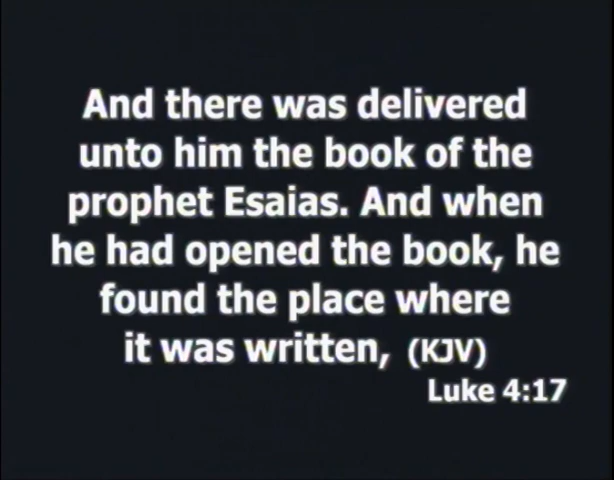 And there was delivered
unto him the book of the
prophet Esaias. And when
he had opened the book, he
found the place where
it was written, (KJV)
Luke 4:17